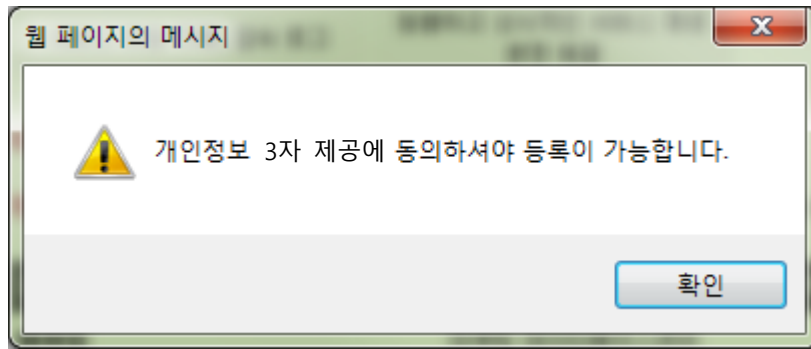 웹 페이지의 메시지
개인정보 3자 제공에 동의하셔야 등록이 가능합니다.
확인